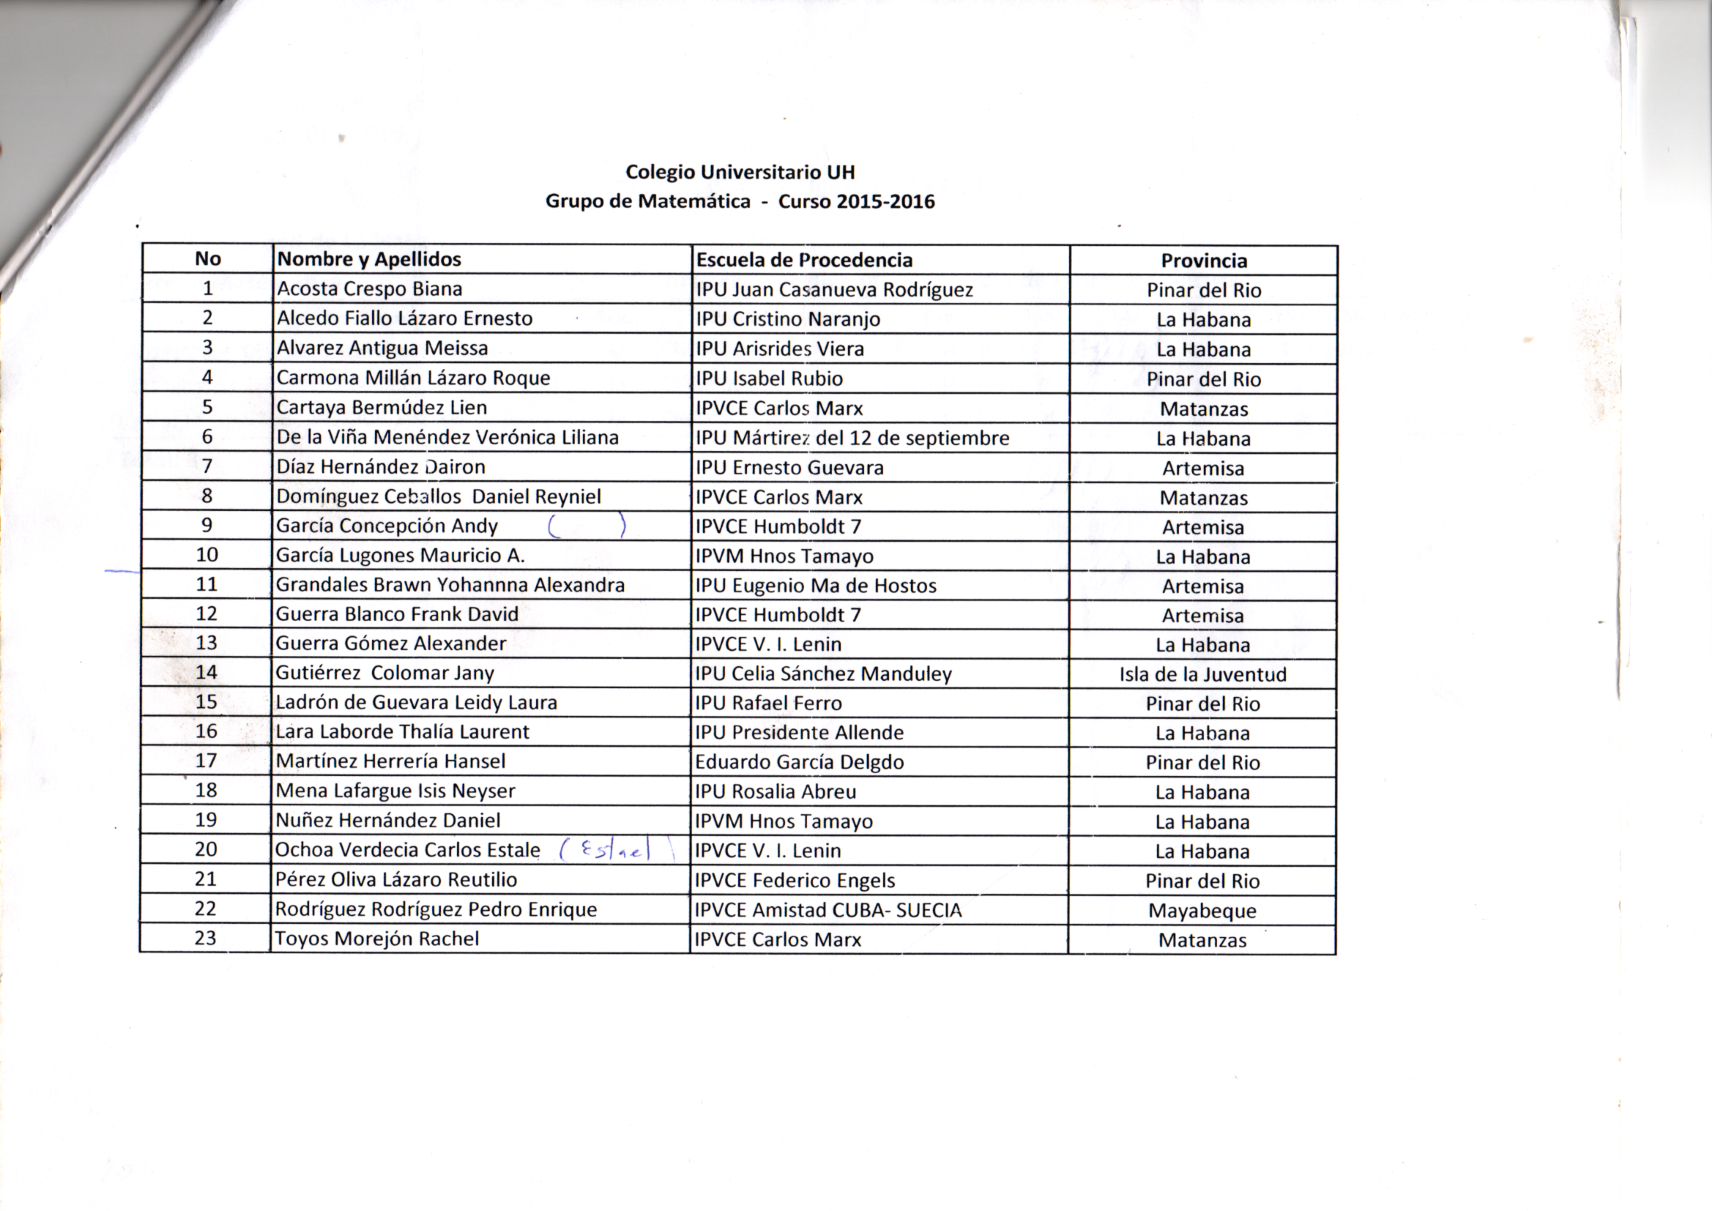 Colegio Universitario UH
Grupo de Matemática - Curso 2015-2016
No Nombre y Apellidos Escuela de Procedencia Provincia
1 Acosta Crespo Biana IPU Juan Casanueva Rodríguez Pinar del Rio
2 Alcedo Fiallo Lázaro Ernesto IPU Cristino Naranjo La Habana
3 Alvarez Antigua Meissa IPU Arisrides Viera La Habana
4 Carmona Millán Lázaro Roque IPU Isabel Rubio Pinar del Rio
5 Cartaya Bermúdez Lien IPVCE Carlos Marx Matanzas
6 De la Viña Menéndez Verónica Liliana IPU Mártirez del 12 de septiembre La Habana
7 Díaz Hernández Dairon IPU Ernesto Guevara Artemisa
8 Domínguez Ceballos Daniel Reyniel IPVCE Carlos Marx Matanzas
9 García Concepción Andy ( ) IPVCE Humboldt 7 Artemisa
10 García Lugones Mauricio A. IPVM Hnos Tamayo La Habana
11 Grandales Brawn Yohannna Alexandra IPU Eugenio Ma de Hostos Artemisa
12 Guerra Blanco Frank David IPVCE Humboldt 7 Artemisa
13 Guerra Gómez Alexander IPVCE V. I. Lenin La Habana
14 Gutiérrez Colomar Jany IPU Celia Sánchez Manduley Isla de la Juventud
15 Ladrón de Guevara Leidy Laura IPU Rafael Ferro Pinar del Rio
16 Lara Laborde Thalía Laurent IPU Presidente Allende La Habana
17 Martínez Herrería Hansel Eduardo García Delgdo Pinar del Rio
18 Mena Lafargue Isis Neyser IPU Rosalia Abreu La Habana
19 Nuñez Hernández Daniel IPVM Hnos Tamayo La Habana
20 Ochoa Verdecia Carlos Estale (Estael) IPVCE V. I. Lenin La Habana
21 Pérez Oliva Lázaro Reutilio IPVCE Federico Engels Pinar del Rio
22 Rodríguez Rodríguez Pedro Enrique IPVCE Amistad CUBA- SUECIA Mayabeque
23 Toyos Morejón Rachel IPVCE Carlos Marx Matanzas